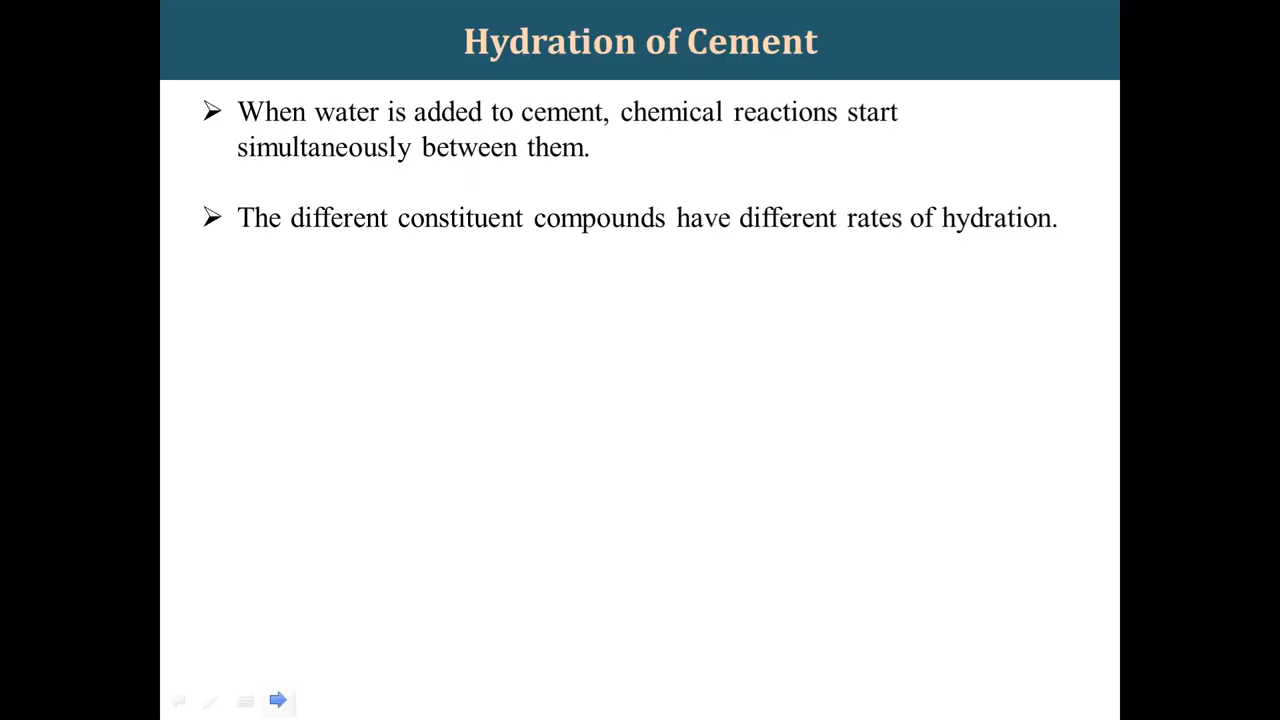 Hydration of Cement
➢ When water is added to cement, chemical reactions start
simultaneously between them.
➢ The different constituent compounds have different rates of hydration.